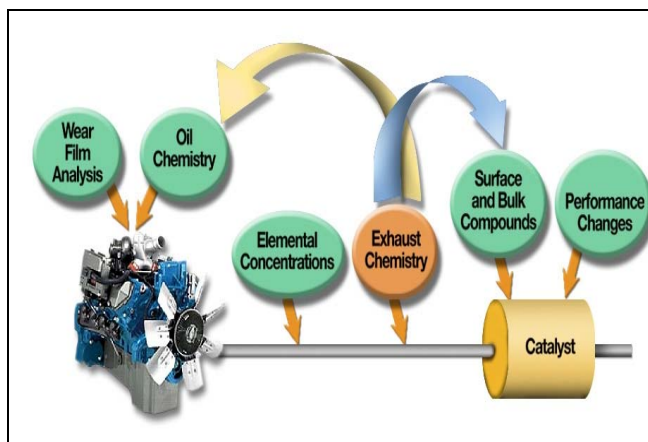 Wear
Film
Analysis
Oil
Chemistry
Elemental
Concentrations
Exhaust
Chemistry
Surface
and Bulk
Compounds
Performance
Changes
Catalyst